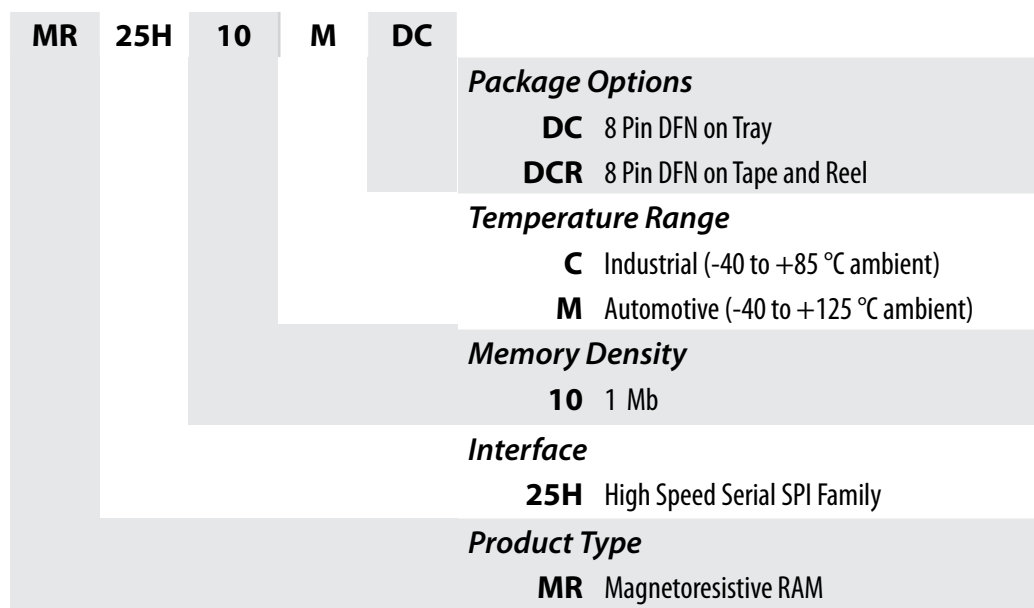 MR 25H 10 M DC
Package Options
DC 8 Pin DFN on Tray
DCR 8 Pin DFN on Tape and Reel
Temperature Range
C Industrial (-40 to +85 °C ambient)
M Automotive (-40 to +125 °C ambient)
Memory Density
10 1 Mb
Interface
25H High Speed Serial SPI Family
Product Type
MR Magnetoresistive RAM